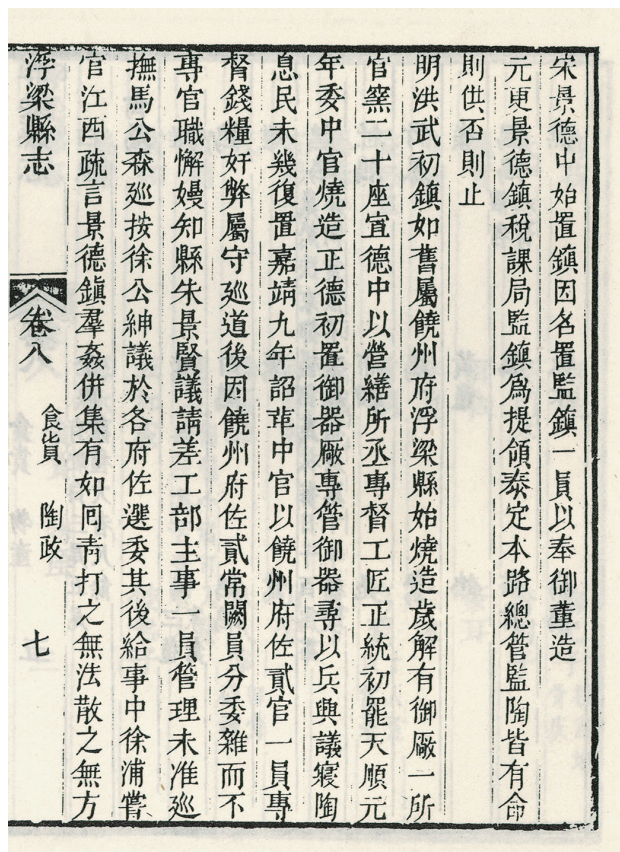 宋景德中始置鎮因名置監鎮一員以奉御董造
元更景德鎮稅課局監鎮爲提領泰定本路總管監陶皆有命
則供否則止
明洪武初鎮如舊屬饒州府浮梁縣始燒造歲解有御厰一所
官窯二十座宣德中以營繕所丞專督工匠正統初罷天順元
年委中官燒造正德初置御器厰專管御器尋以兵興議寢陶
息民未幾復置嘉靖九年詔革中官以饒州府佐貳官一員專
督錢糧奸弊屬守廵道後因饒州府佐貳常闕員分委雜而不
專官職懈嫚知縣朱景賢議請差工部主事一員管理未准廵
撫馬公森廵按徐公紳議於各府佐選委其後給事中徐浦嘗
官江西疏言景德鎮羣姦併集有如囘靑打之無法散之無方
浮梁縣志
卷八
食貨 陶政
七